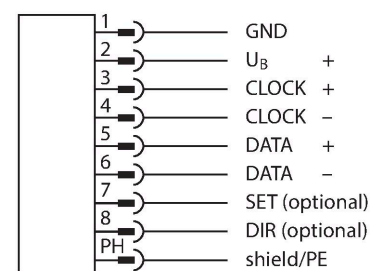 1 GND
2 U_B +
3 CLOCK +
4 CLOCK –
5 DATA +
6 DATA –
7 SET (optional)
8 DIR (optional)
PH shield/PE